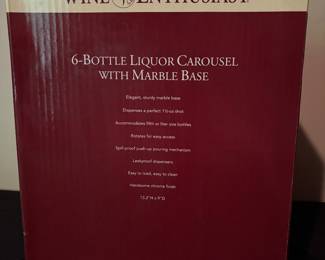 WINE ENTHUSIAST
6-BOTTLE LIQUOR CAROUSEL
WITH MARBLE BASE
Elegant, sturdy marble base
Dispenses a perfect 1½-oz shot
Accommodates fifth or liter size bottles
Rotates for easy access
Spill-proof push-up pouring mechanism
Leakproof dispensers
Easy to load, easy to clean
Handsome chrome finish